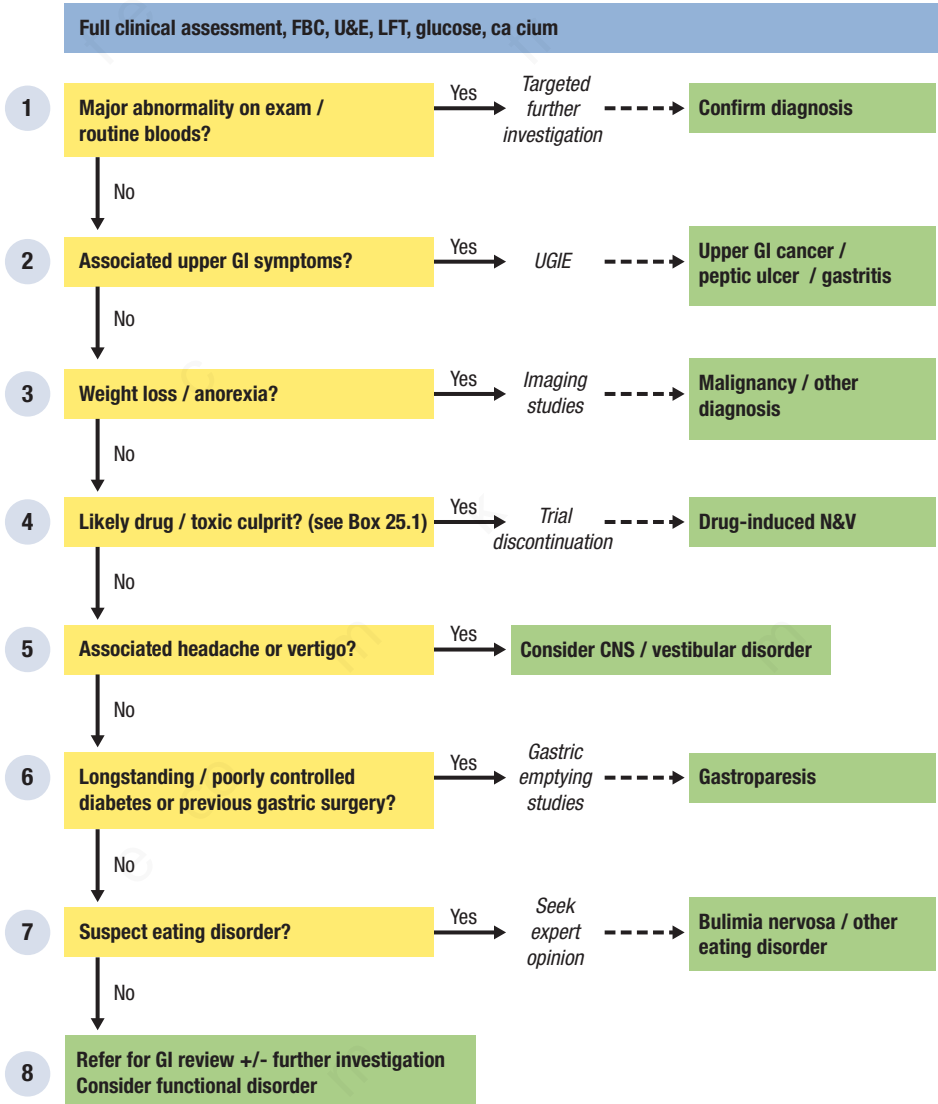 Full clinical assessment, FBC, U&E, LFT, glucose, ca cium
1
Major abnormality on exam /
routine bloods?
Yes
Targeted
further
investigation
Confirm diagnosis
No
2
Associated upper GI symptoms?
Yes
UGIE
Upper GI cancer /
peptic ulcer / gastritis
No
3
Weight loss / anorexia?
Yes
Imaging
studies
Malignancy / other
diagnosis
No
4
Likely drug / toxic culprit? (see Box 25.1)
Yes
Trial
discontinuation
Drug-induced N&V
No
5
Associated headache or vertigo?
Yes
Consider CNS / vestibular disorder
No
6
Longstanding / poorly controlled
diabetes or previous gastric surgery?
Yes
Gastric
emptying
studies
Gastroparesis
No
7
Suspect eating disorder?
Yes
Seek
expert
opinion
Bulimia nervosa / other
eating disorder
No
8
Refer for GI review +/- further investigation
Consider functional disorder